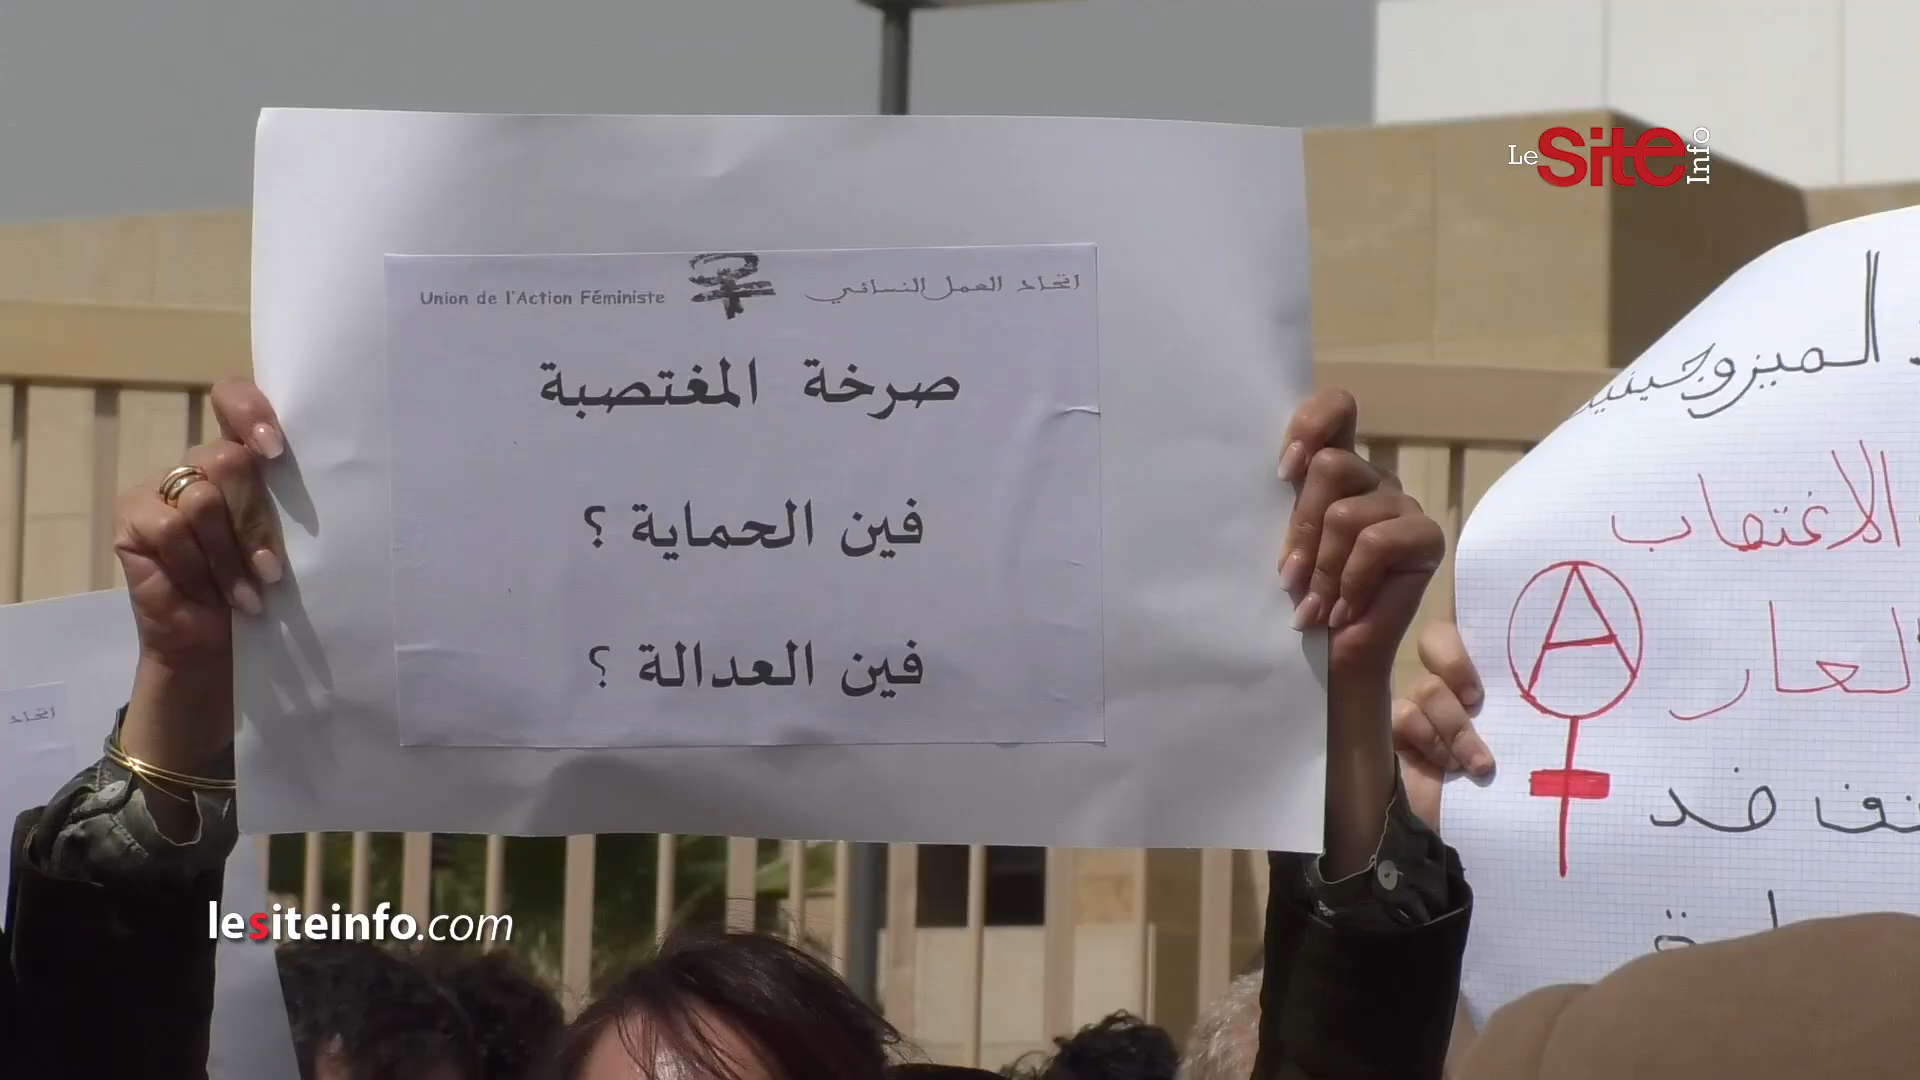 Le Site Info
Union de l'Action Féministe
اتحاد العمل النسائي
صرخة المغتصبة
فين الحماية ؟
فين العدالة ؟
الميزوجينية
الاغتصاب
العار
A
ضد
اتحاد
lesiteinfo.com